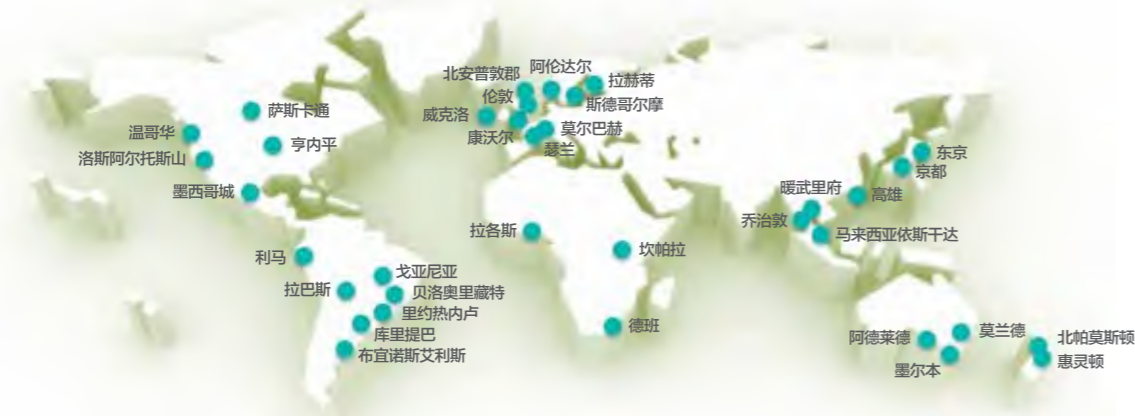 阿伦达尔
北安普敦郡
拉赫蒂
伦敦
斯德哥尔摩
威克洛
莫尔巴赫
康沃尔
瑟兰
萨斯卡通
温哥华
亨内平
洛斯阿尔托斯山
墨西哥城
东京
京都
暖武里府
高雄
乔治敦
马来西亚依斯干达
拉各斯
坎帕拉
利马
戈亚尼亚
拉巴斯
贝洛奥里藏特
里约热内卢
库里提巴
布宜诺斯艾利斯
德班
阿德莱德
莫兰德
北帕莫斯顿
惠灵顿
墨尔本